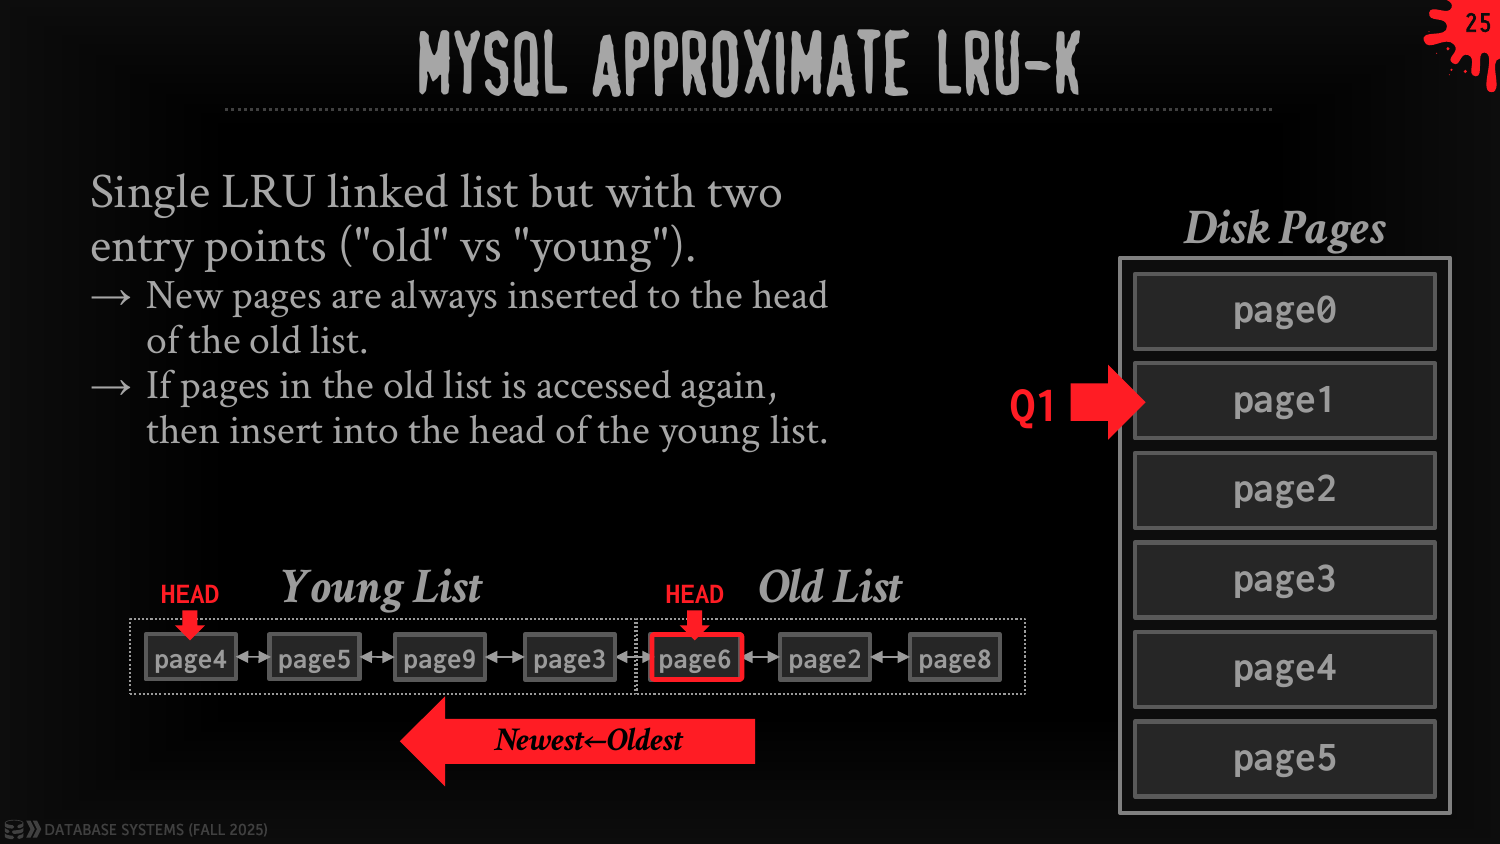 25
MYSQL APPROXIMATE LRU-K
Single LRU linked list but with two
entry points ("old" vs "young").
→ New pages are always inserted to the head
of the old list.
→ If pages in the old list is accessed again,
then insert into the head of the young list.
Disk Pages
page0
Q1
page1
page2
page3
page4
page5
Young List
Old List
HEAD
HEAD
page4
page5
page9
page3
page6
page2
page8
Newest←Oldest
DATABASE SYSTEMS (FALL 2025)